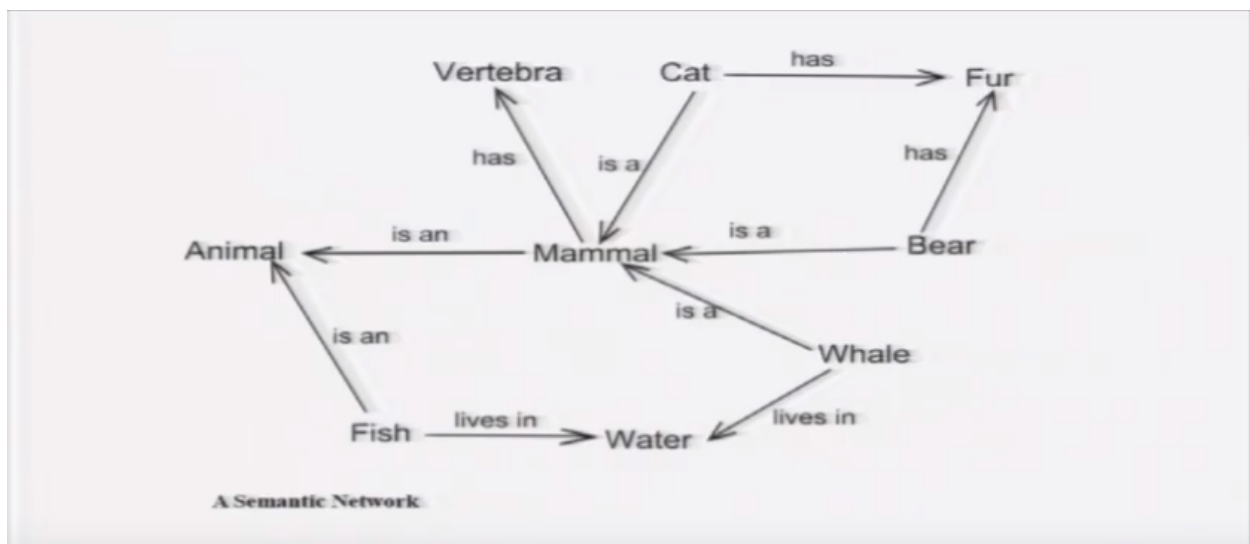 Vertebra
Cat
has
Fur
has
is a
has
Animal
is an
Mammal
is a
Bear
is a
is an
Whale
Fish
lives in
Water
lives in
A Semantic Network